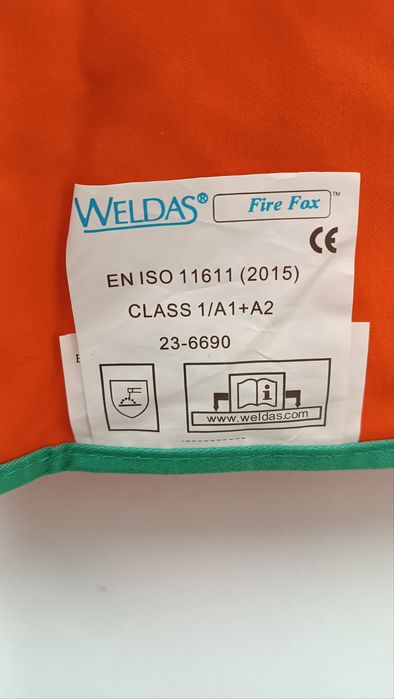 WELDAS® Fire Fox™
CE
EN ISO 11611 (2015)
CLASS 1/A1+A2
23-6690
i
www.weldas.com